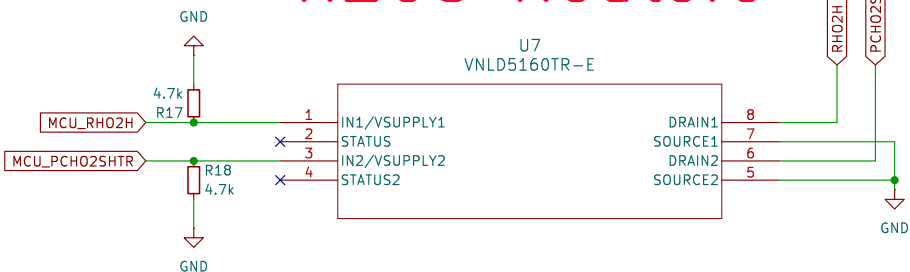 GND
U7
VNLD5160TR-E
RHO2H
4.7k
R17
MCU_RHO2H
1
IN1/VSUPPLY1
DRAIN1
8
2
STATUS
SOURCE1
7
MCU_PCHO2SHTR
3
IN2/VSUPPLY2
DRAIN2
6
R18
4.7k
4
STATUS2
SOURCE2
5
GND
GND